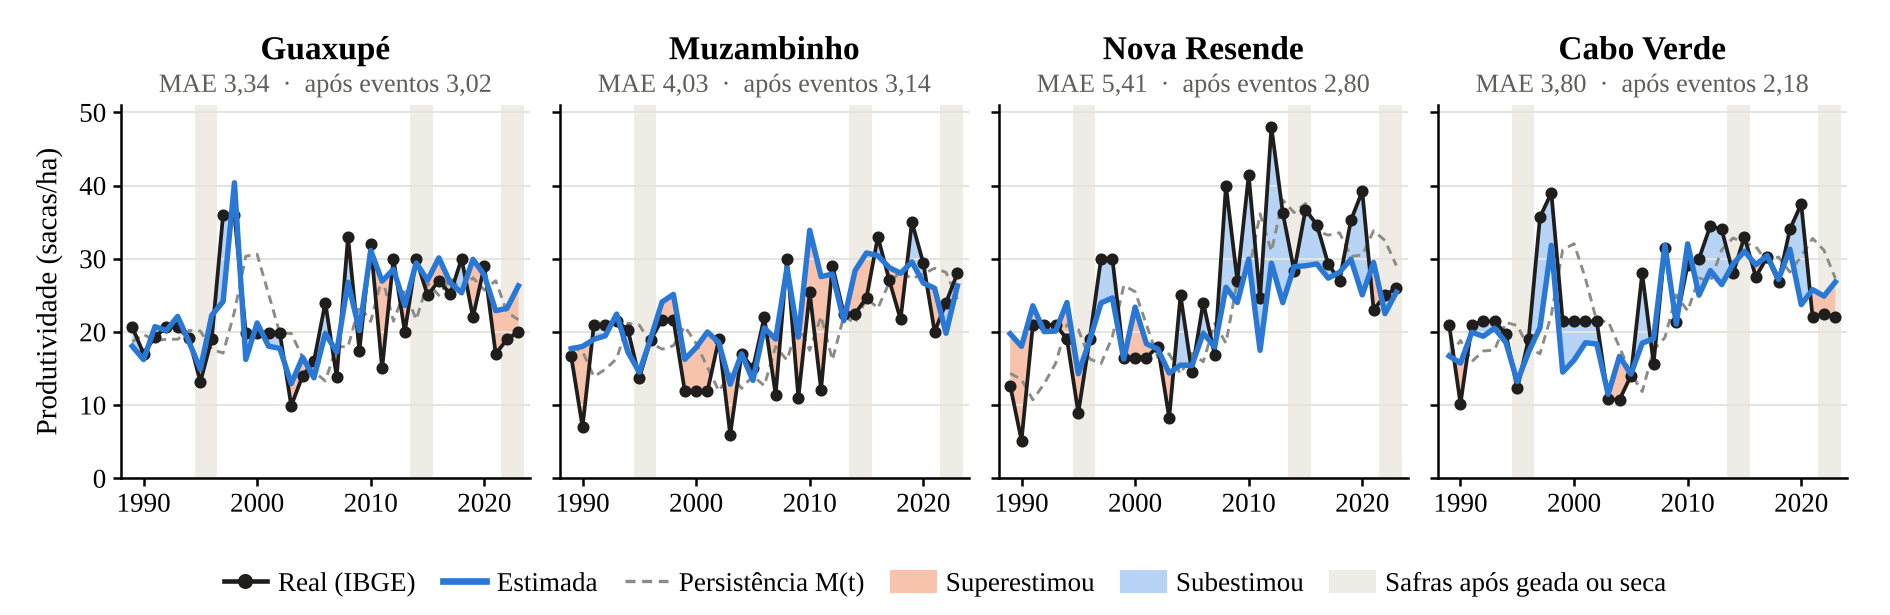 Guaxupé
MAE 3,34 · após eventos 3,02
Muzambinho
MAE 4,03 · após eventos 3,14
Nova Resende
MAE 5,41 · após eventos 2,80
Cabo Verde
MAE 3,80 · após eventos 2,18
Produtividade (sacas/ha)
50
40
30
20
10
0
1990 2000 2010 2020
1990 2000 2010 2020
1990 2000 2010 2020
1990 2000 2010 2020
Real (IBGE) Estimada Persistência M(t) Superestimou Subestimou Safras após geada ou seca